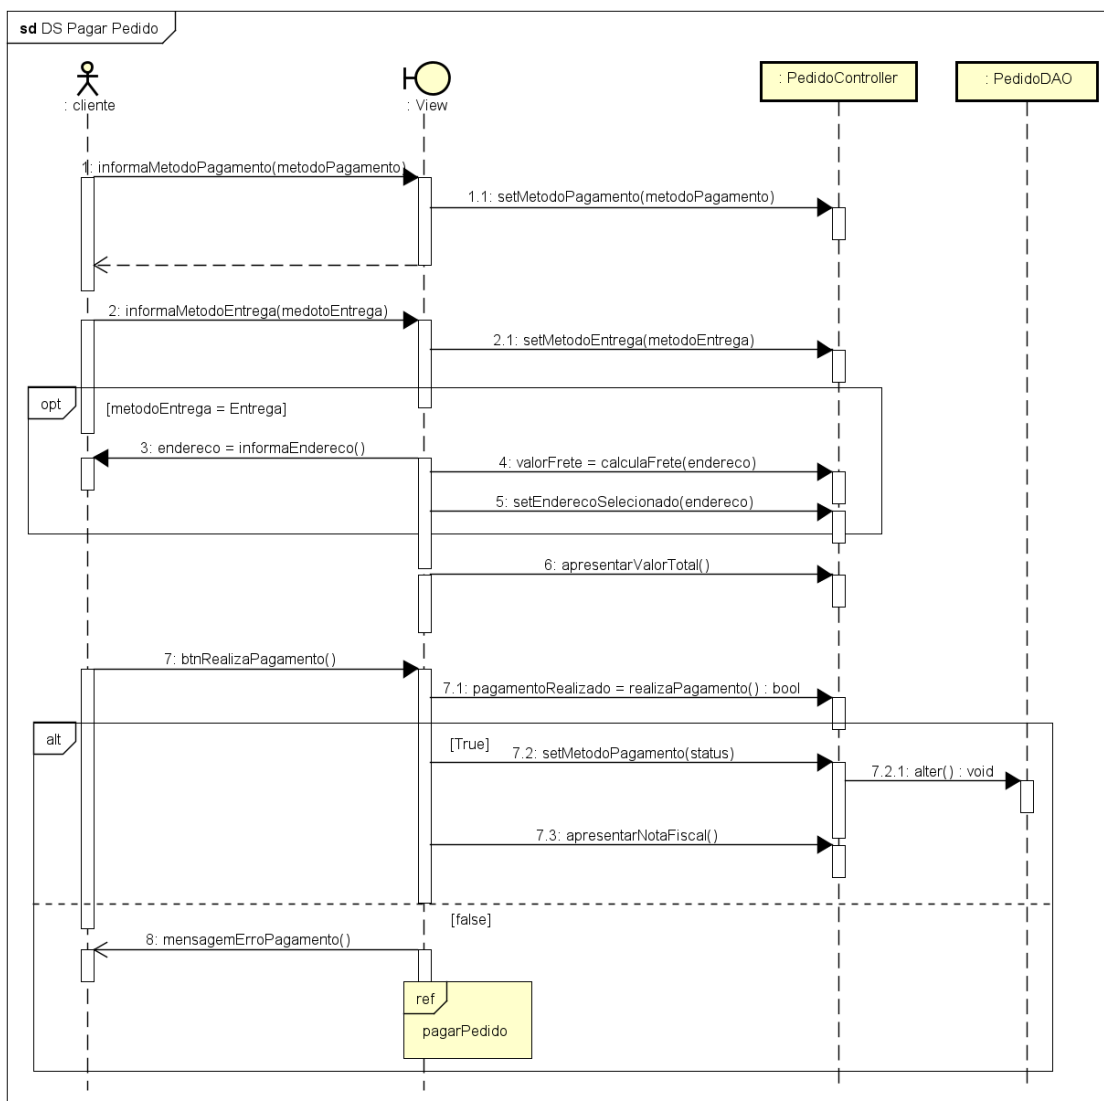 sd DS Pagar Pedido
: cliente
: View
: PedidoController
: PedidoDAO
1: informaMetodoPagamento(metodoPagamento)
1.1: setMetodoPagamento(metodoPagamento)
2: informaMetodoEntrega(medotoEntrega)
2.1: setMetodoEntrega(metodoEntrega)
opt
[metodoEntrega = Entrega]
3: endereco = informaEndereco()
4: valorFrete = calculaFrete(endereco)
5: setEnderecoSelecionado(endereco)
6: apresentarValorTotal()
7: btnRealizaPagamento()
7.1: pagamentoRealizado = realizaPagamento() : bool
alt
[True]
7.2: setMetodoPagamento(status)
7.2.1: alter() : void
7.3: apresentarNotaFiscal()
[false]
8: mensagemErroPagamento()
ref
pagarPedido